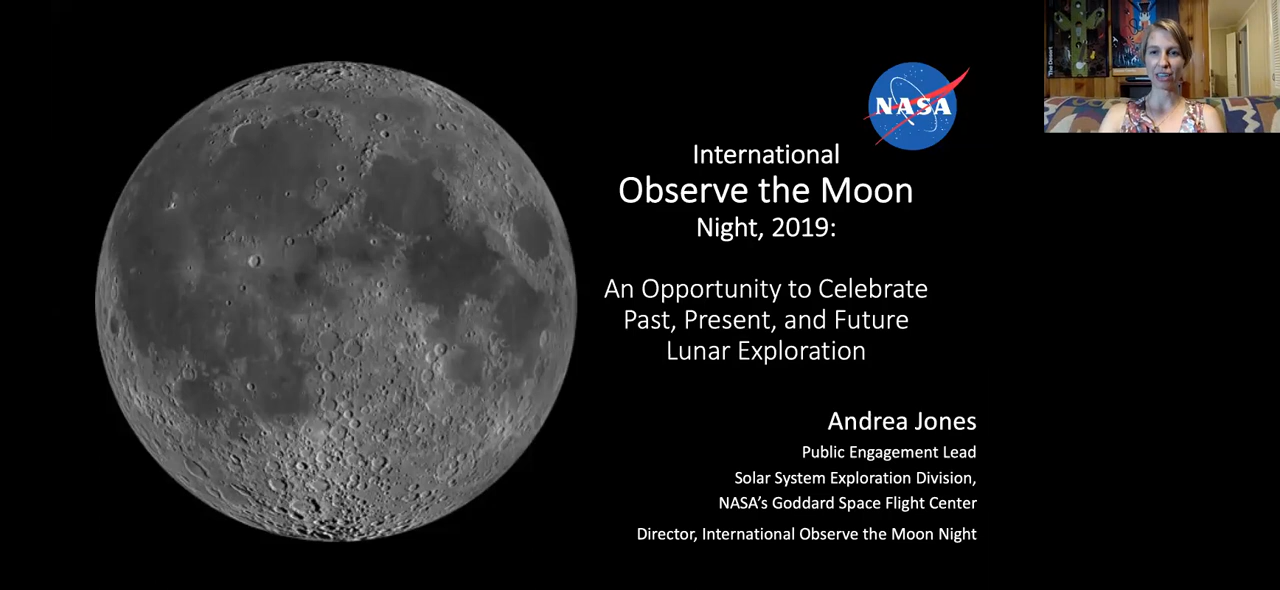 NASA
International
Observe the Moon
Night, 2019:
An Opportunity to Celebrate
Past, Present, and Future
Lunar Exploration
Andrea Jones
Public Engagement Lead
Solar System Exploration Division,
NASA's Goddard Space Flight Center
Director, International Observe the Moon Night